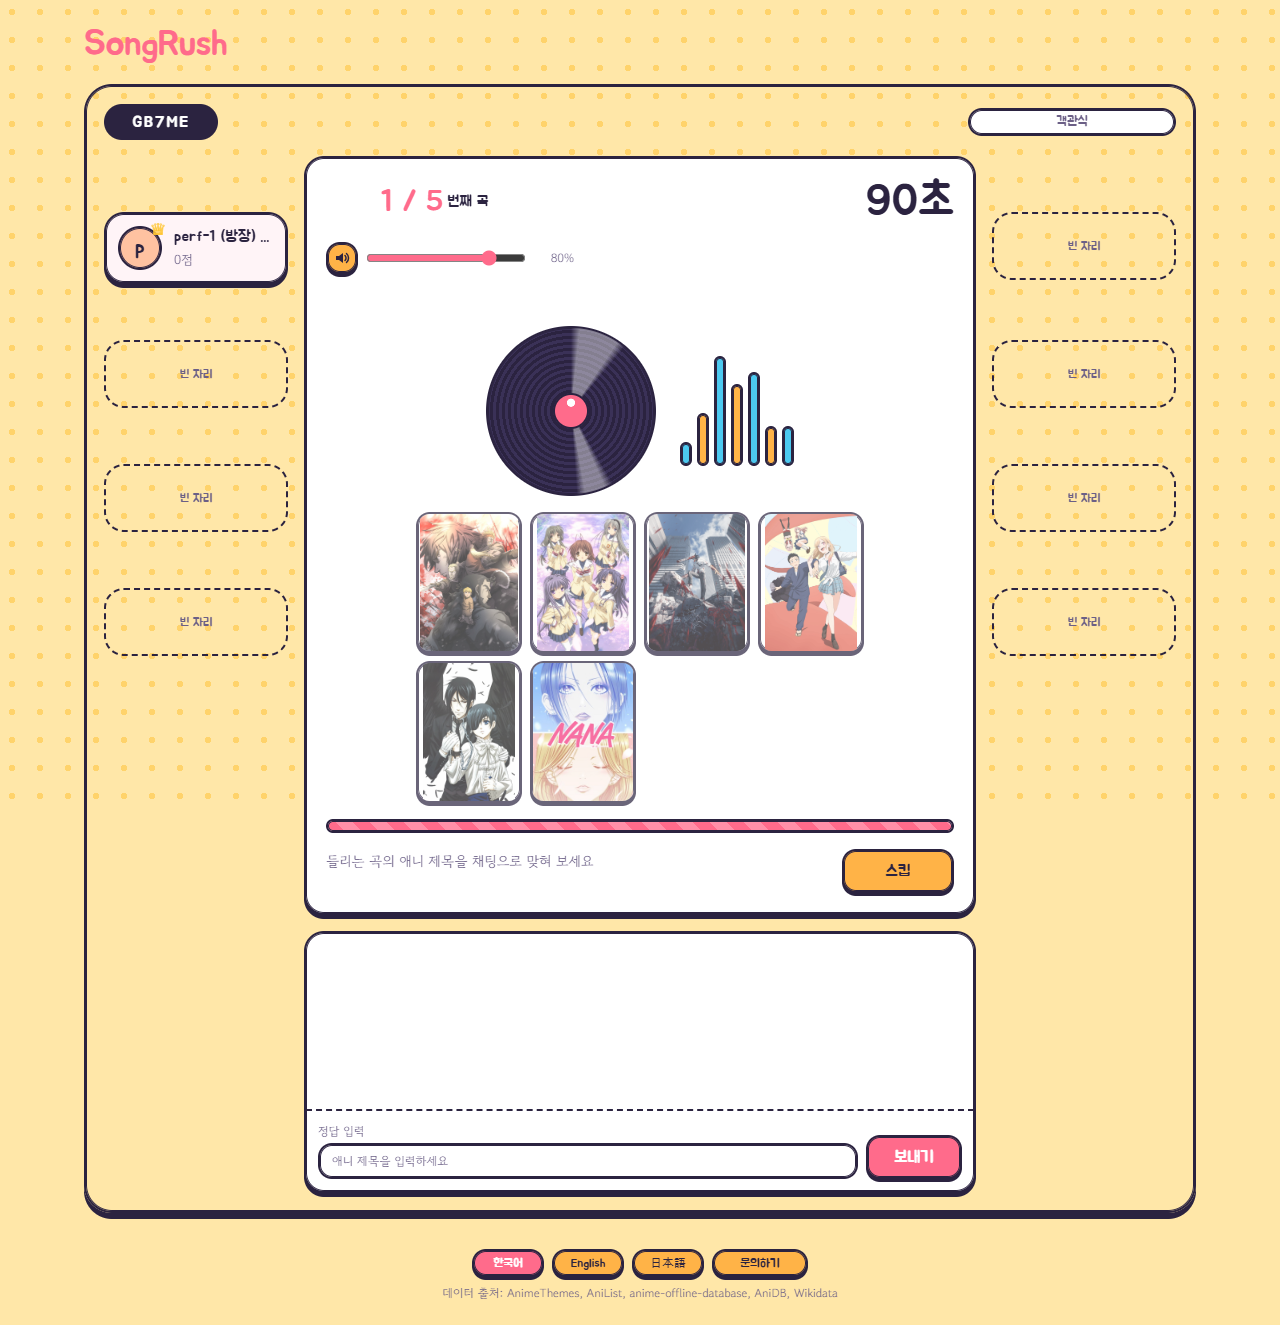 SongRush
GB7ME
객관식
1 / 5 번째 곡
90초
P
perf-1 (방장) ...
0점
80%
빈 자리
빈 자리
빈 자리
빈 자리
빈 자리
빈 자리
빈 자리
NANA
들리는 곡의 애니 제목을 채팅으로 맞혀 보세요
스킵
정답 입력
애니 제목을 입력하세요
보내기
한국어
English
日本語
문의하기
데이터 출처: AnimeThemes, AniList, anime-offline-database, AniDB, Wikidata